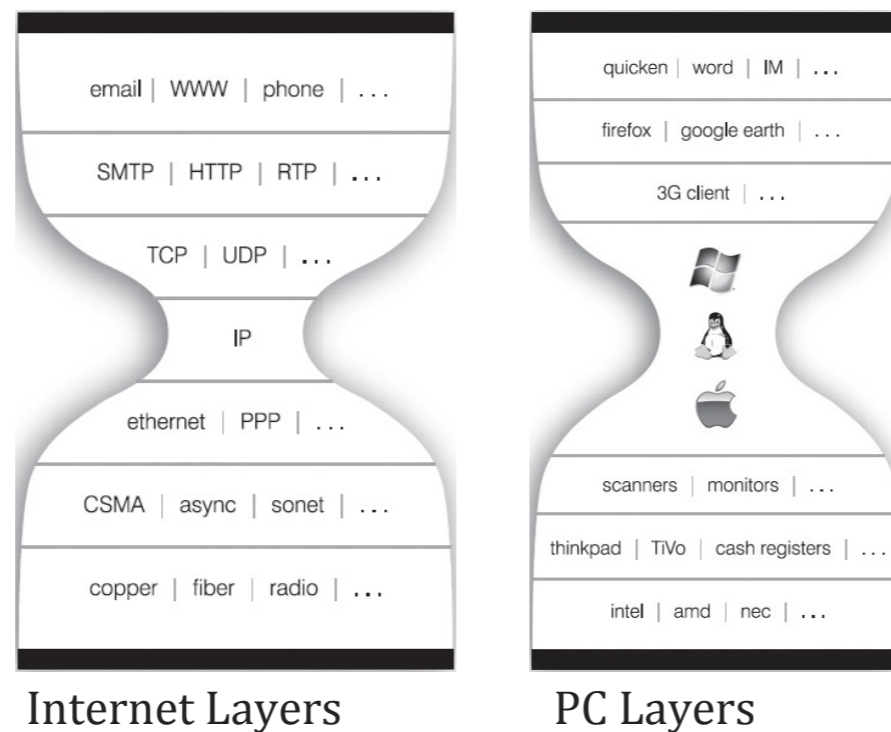 email | WWW | phone | ...
SMTP | HTTP | RTP | ...
TCP | UDP | ...
IP
ethernet | PPP | ...
CSMA | async | sonet | ...
copper | fiber | radio | ...
Internet Layers
quicken | word | IM | ...
firefox | google earth | ...
3G client | ...
scanners | monitors | ...
thinkpad | TiVo | cash registers | ...
intel | amd | nec | ...
PC Layers